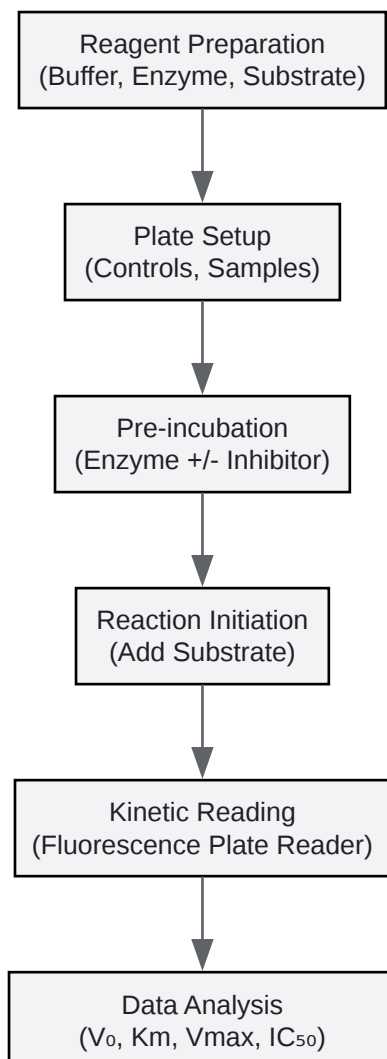 Reagent Preparation
(Buffer, Enzyme, Substrate)
Plate Setup
(Controls, Samples)
Pre-incubation
(Enzyme +/- Inhibitor)
Reaction Initiation
(Add Substrate)
Kinetic Reading
(Fluorescence Plate Reader)
Data Analysis
(V₀, Km, Vmax, IC₅₀)